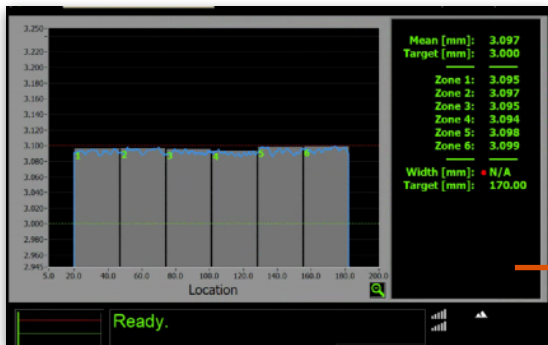 3.250
3.220
3.200
3.180
3.160
3.140
3.120
3.100
3.080
3.060
3.040
3.020
3.000
2.980
2.960
2.945
1 2 3 4 5 6
5.0 20.0 40.0 60.0 80.0 100.0 120.0 140.0 160.0 180.0 200.0
Location
Mean [mm]: 3.097
Target [mm]: 3.000
Zone 1: 3.095
Zone 2: 3.097
Zone 3: 3.095
Zone 4: 3.094
Zone 5: 3.098
Zone 6: 3.099
Width [mm]: N/A
Target [mm]: 170.00
Ready.